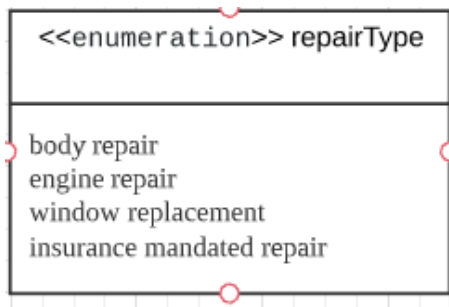 <<enumeration>> repairType
body repair
engine repair
window replacement
insurance mandated repair